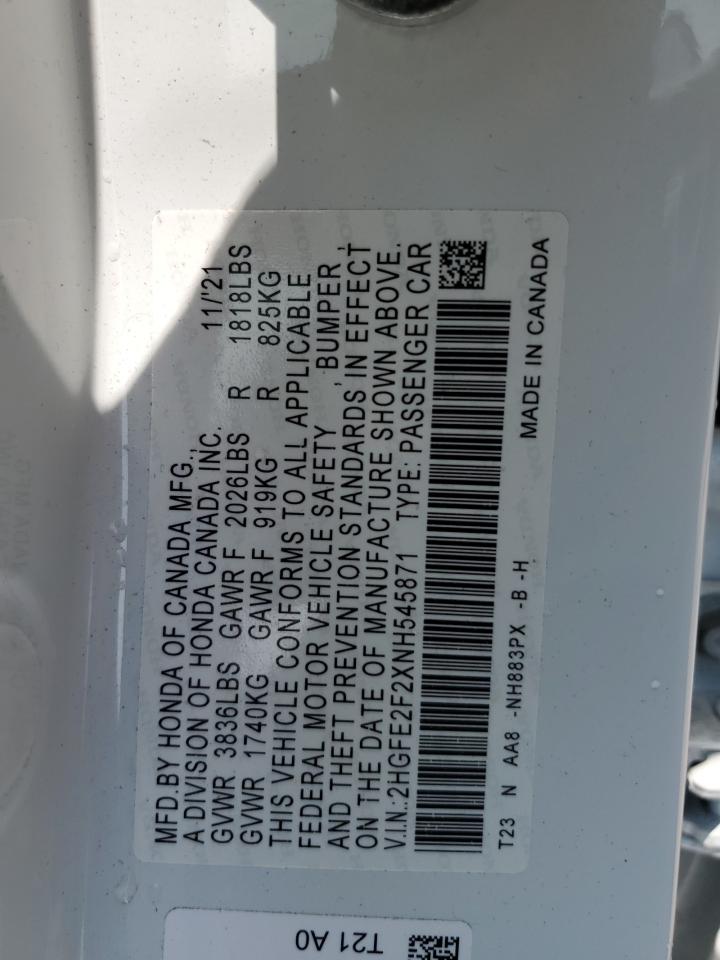 MFD.BY HONDA OF CANADA MFG., 11/'21
A DIVISION OF HONDA CANADA INC.
GVWR 3836LBS GAWR F 2026LBS R 1818LBS
GVWR 1740KG GAWR F 919KG R 825KG
THIS VEHICLE CONFORMS TO ALL APPLICABLE
FEDERAL MOTOR VEHICLE SAFETY, BUMPER,
AND THEFT PREVENTION STANDARDS, IN EFFECT
ON THE DATE OF MANUFACTURE SHOWN ABOVE.
V.I.N.:2HGFE2F2XNH545871 TYPE: PASSENGER CAR
T23 N AA8 -NH883PX -B -H
MADE IN CANADA
T21 A0